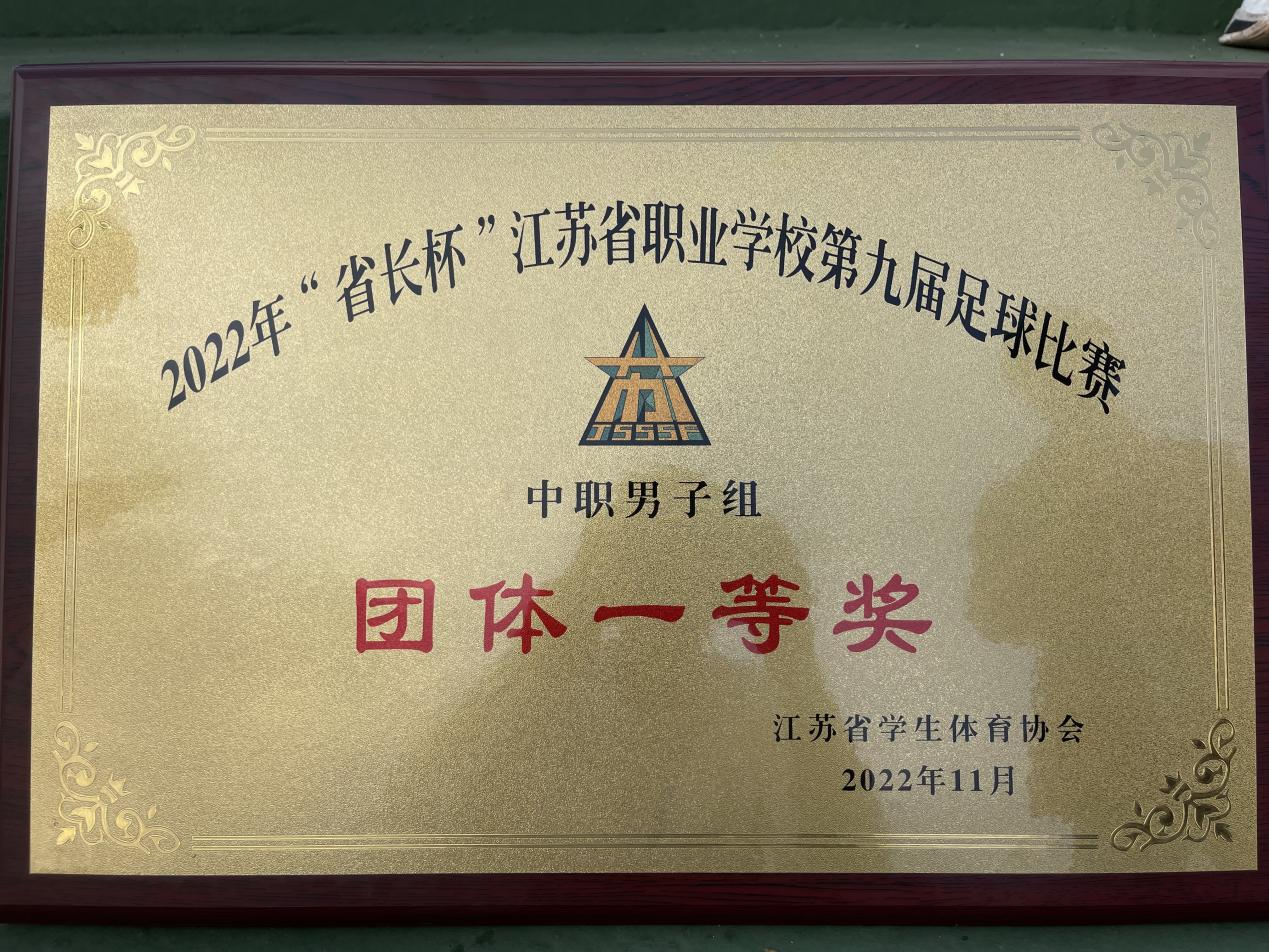 2022年“省长杯”江苏省职业学校第九届足球比赛
苏
JSSSF
中职男子组
团体一等奖
江苏省学生体育协会
2022年11月